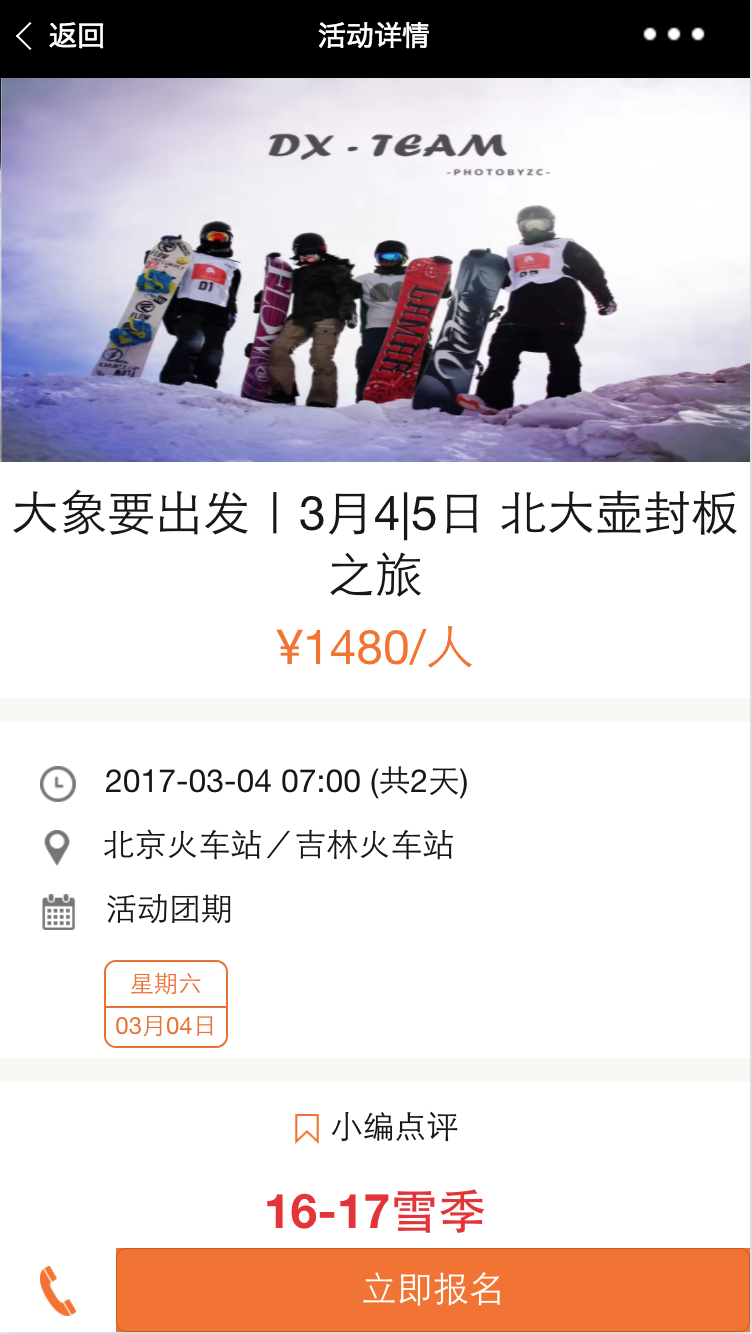 返回
活动详情
DX - TEAM
-PHOTOBYZC-
01
FLOW
FLOW
LAMAR
大象要出发丨3月4|5日 北大壶封板
之旅
¥1480/人
2017-03-04 07:00 (共2天)
北京火车站／吉林火车站
活动团期
星期六
03月04日
小编点评
16-17雪季
立即报名